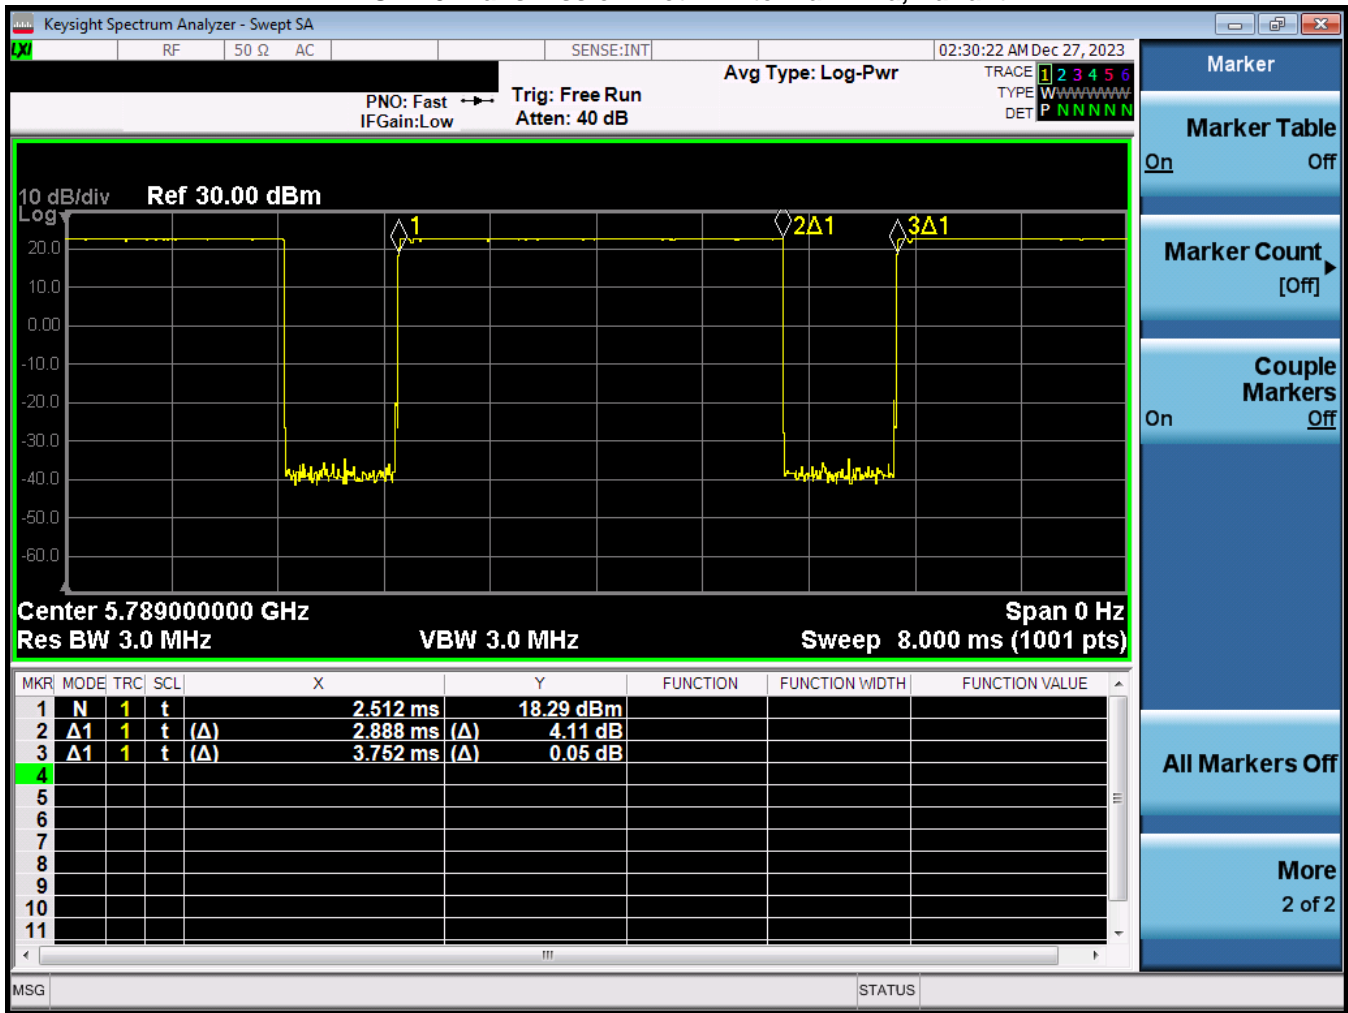 Keysight Spectrum Analyzer - Swept SA
LXI RF 50 Ω AC SENSE:INT 02:30:22 AM Dec 27, 2023
PNO: Fast
IFGain:Low
Trig: Free Run
Atten: 40 dB
Avg Type: Log-Pwr
TRACE 1 2 3 4 5 6
TYPE WWWWWW
DET P N N N N N
10 dB/div
Log
Ref 30.00 dBm
1 2Δ1 3Δ1
20.0
10.0
0.00
-10.0
-20.0
-30.0
-40.0
-50.0
-60.0
Center 5.789000000 GHz Span 0 Hz
Res BW 3.0 MHz VBW 3.0 MHz Sweep 8.000 ms (1001 pts)
MKR MODE TRC SCL X Y FUNCTION FUNCTION WIDTH FUNCTION VALUE
1 N 1 t 2.512 ms 18.29 dBm
2 Δ1 1 t (Δ) 2.888 ms (Δ) 4.11 dB
3 Δ1 1 t (Δ) 3.752 ms (Δ) 0.05 dB
4
5
6
7
8
9
10
11
MSG STATUS
Marker
Marker Table
On Off
Marker Count
[Off]
Couple
Markers
On Off
All Markers Off
More
2 of 2